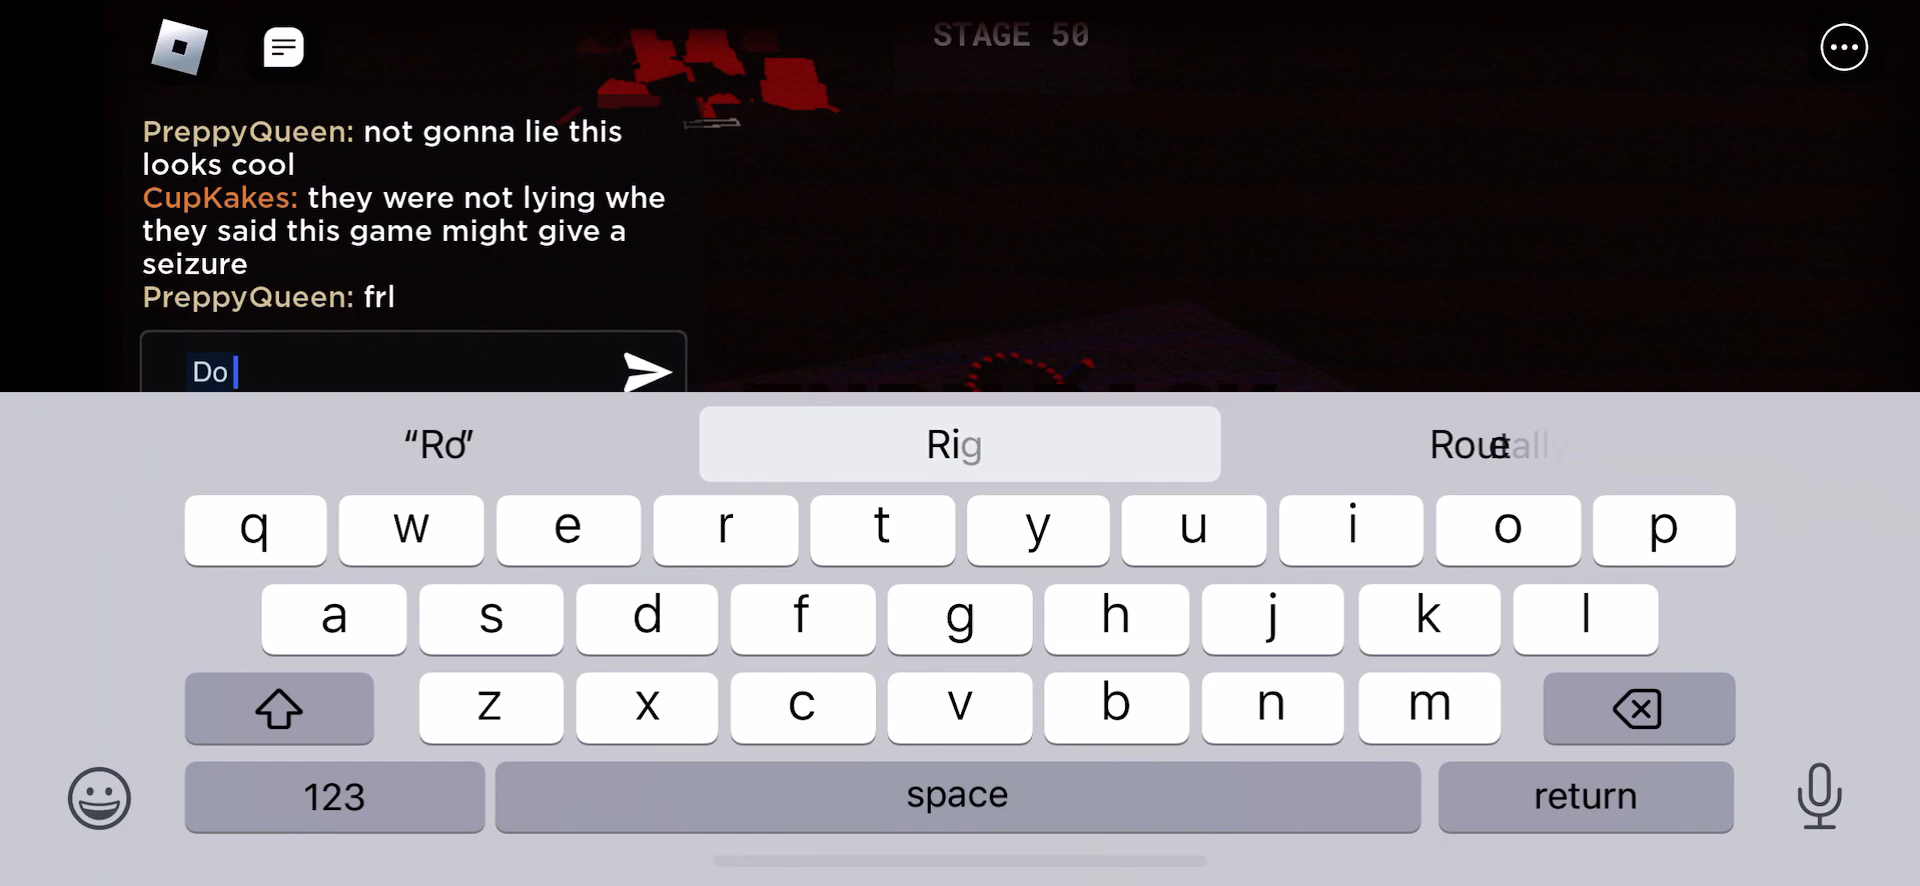 STAGE 50
PreppyQueen: not gonna lie this
looks cool
CupKakes: they were not lying whe
they said this game might give a
seizure
PreppyQueen: frl
Do
“Ro”
Rig
q w e r t y u i o p
a s d f g h j k l
z x c v b n m
123 space return